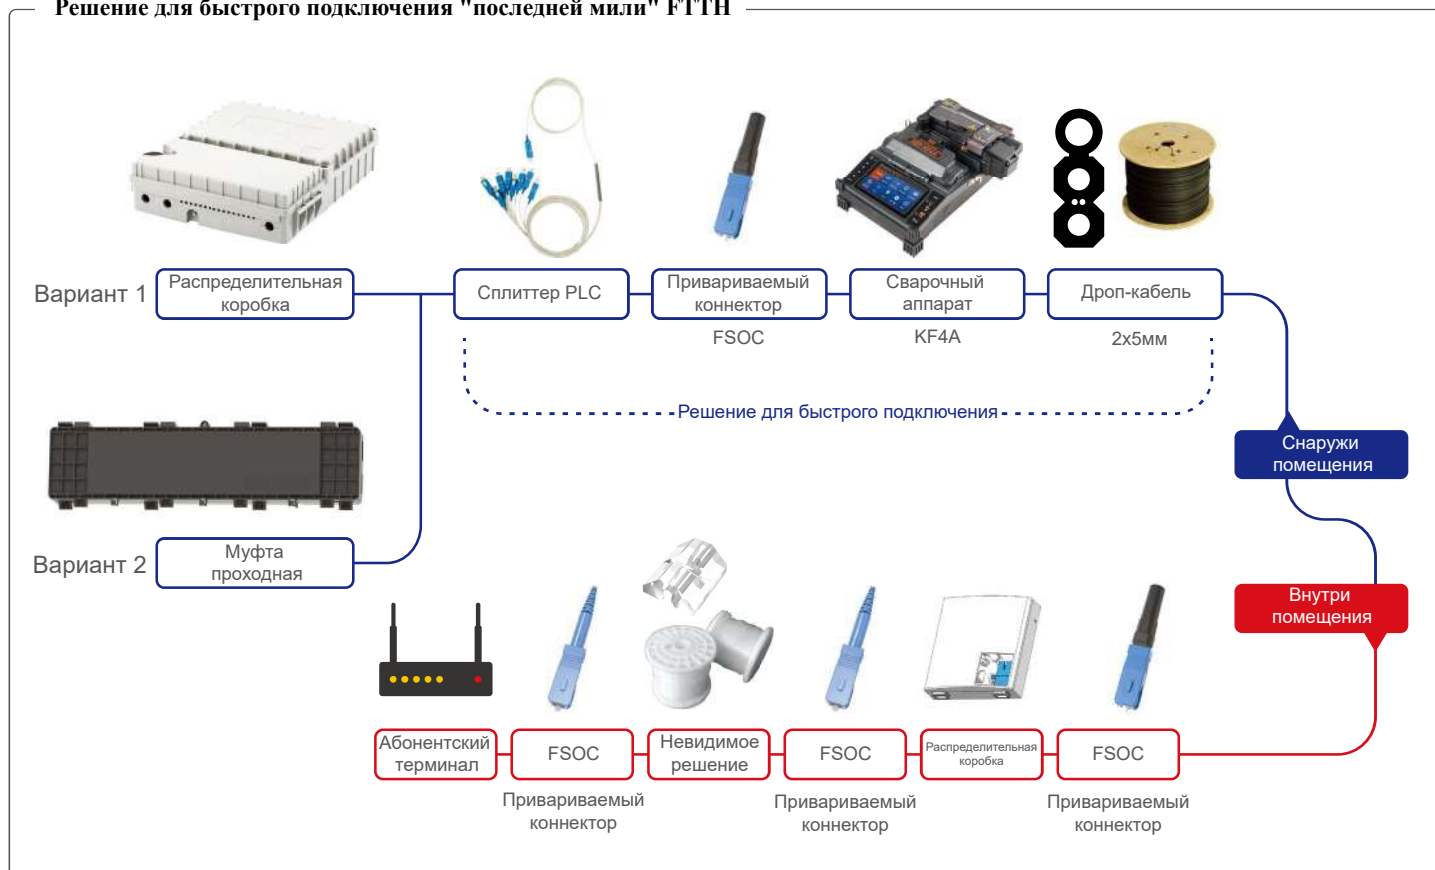 Решение для быстрого подключения "последней мили" FTTH
Вариант 1
Распределительная
коробка
Сплиттер PLC
Привариваемый
коннектор
FSOC
Сварочный
аппарат
KF4A
Дроп-кабель
2x5мм
Решение для быстрого подключения
Снаружи
помещения
Вариант 2
Муфта
проходная
Внутри
помещения
Абонентский
терминал
FSOC
Привариваемый
коннектор
Невидимое
решение
FSOC
Привариваемый
коннектор
Распределительная
коробка
FSOC
Привариваемый
коннектор